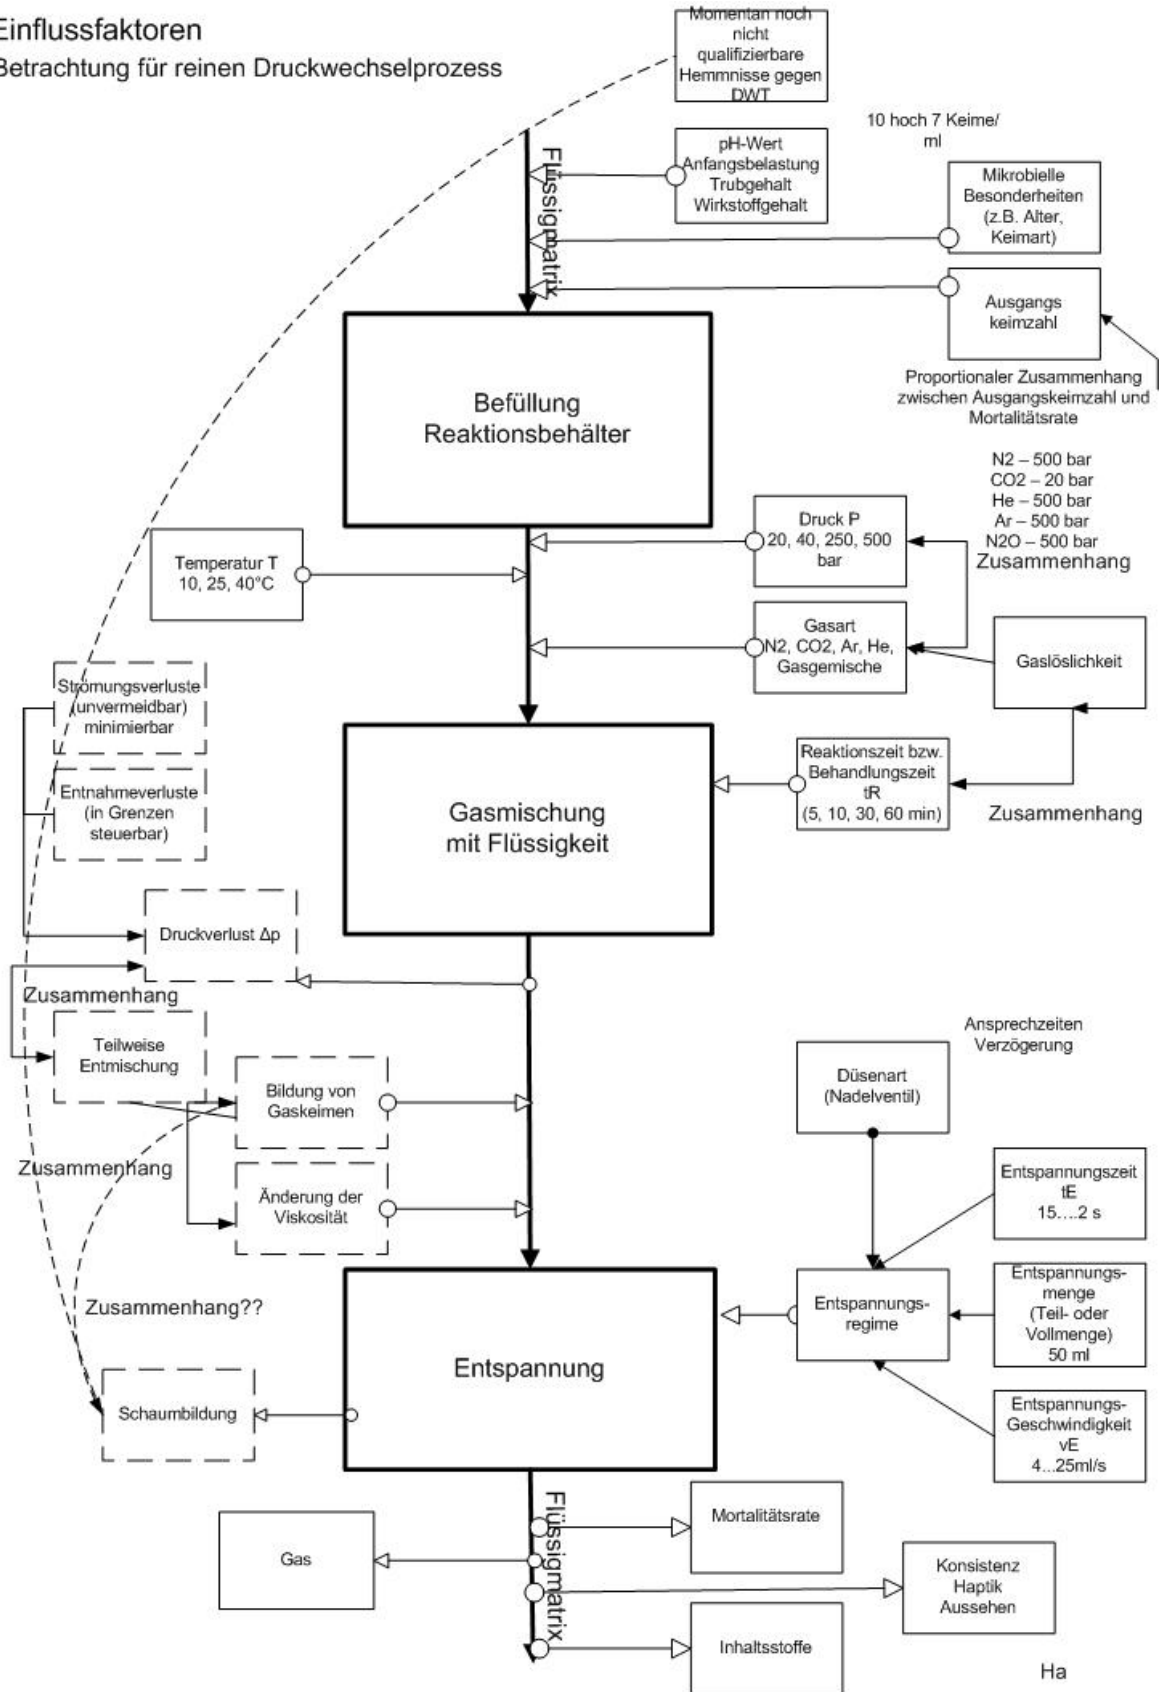 Einflussfaktoren
Betrachtung für reinen Druckwechselprozess
Momentan noch
nicht
qualifizierbare
Hemmnisse gegen
DWT
10 hoch 7 Keime/
ml
pH-Wert
Anfangsbelastung
Trubgehalt
Wirkstoffgehalt
Flüssigmatrix
Mikrobielle
Besonderheiten
(z.B. Alter,
Keimart)
Ausgangs
keimzahl
Proportionaler Zusammenhang
zwischen Ausgangskeimzahl und
Mortalitätsrate
Befüllung
Reaktionsbehälter
N2 – 500 bar
CO2 – 20 bar
He – 500 bar
Ar – 500 bar
N2O – 500 bar
Zusammenhang
Druck P
20, 40, 250, 500
bar
Temperatur T
10, 25, 40°C
Gasart
N2, CO2, Ar, He,
Gasgemische
Gaslöslichkeit
Strömungsverluste
(unvermeidbar)
minimierbar
Entnahmeverluste
(in Grenzen
steuerbar)
Gasmischung
mit Flüssigkeit
Reaktionszeit bzw.
Behandlungszeit
tR
(5, 10, 30, 60 min)
Zusammenhang
Druckverlust Δp
Zusammenhang
Teilweise
Entmischung
Bildung von
Gaskeimen
Zusammenhang
Änderung der
Viskosität
Ansprechzeiten
Verzögerung
Düsenart
(Nadelventil)
Entspannungszeit
tE
15....2 s
Entspannungs-
menge
(Teil- oder
Vollmenge)
50 ml
Entspannungs-
regime
Entspannungs-
Geschwindigkeit
vE
4...25ml/s
Zusammenhang??
Entspannung
Schaumbildung
Flüssigmatrix
Mortalitätsrate
Gas
Konsistenz
Haptik
Aussehen
Inhaltsstoffe
Ha